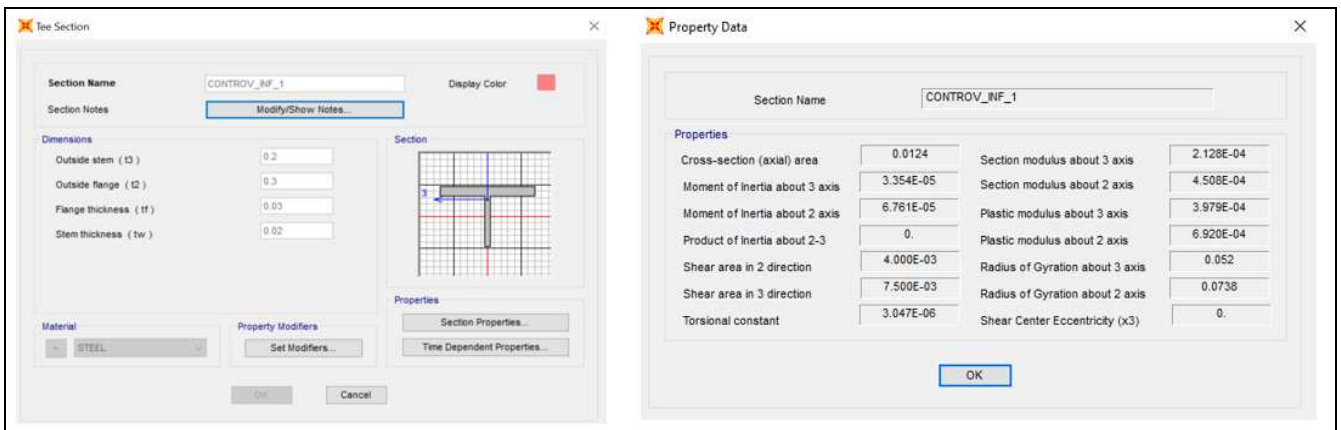 Tee Section
Section Name CONTROV_INF_1 Display Color
Section Notes Modify/Show Notes...
Dimensions
Outside stem ( t3 ) 0.2
Outside flange ( t2 ) 0.3
Flange thickness ( tf ) 0.03
Stem thickness ( tw ) 0.02
Section
3
Properties
Section Properties...
Time Dependent Properties...
Material
+ STEEL
Property Modifiers
Set Modifiers...
OK Cancel
Property Data
Section Name CONTROV_INF_1
Properties
Cross-section (axial) area 0.0124 Section modulus about 3 axis 2.128E-04
Moment of Inertia about 3 axis 3.354E-05 Section modulus about 2 axis 4.508E-04
Moment of Inertia about 2 axis 6.761E-05 Plastic modulus about 3 axis 3.979E-04
Product of Inertia about 2-3 0. Plastic modulus about 2 axis 6.920E-04
Shear area in 2 direction 4.000E-03 Radius of Gyration about 3 axis 0.052
Shear area in 3 direction 7.500E-03 Radius of Gyration about 2 axis 0.0738
Torsional constant 3.047E-06 Shear Center Eccentricity (x3) 0.
OK